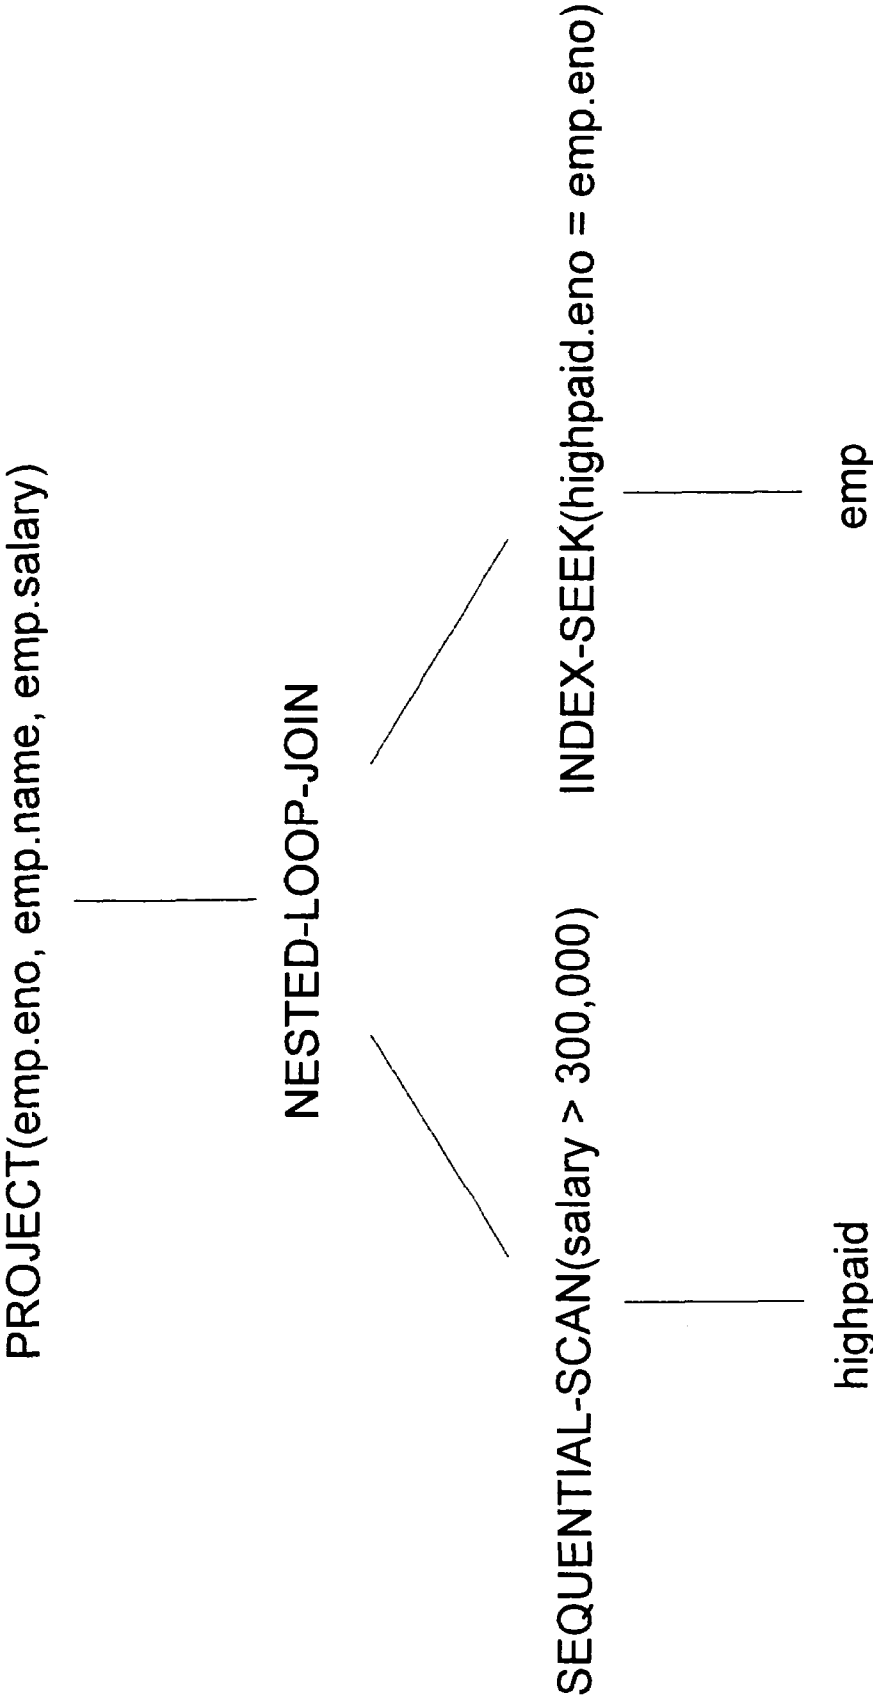 PROJECT(emp.eno, emp.name, emp.salary)
NESTED-LOOP-JOIN
SEQUENTIAL-SCAN(salary > 300,000)
INDEX-SEEK(highpaid.eno = emp.eno)
highpaid
emp